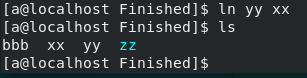 [a@localhost Finished]$ ln yy xx
[a@localhost Finished]$ ls
bbb  xx  yy  zz
[a@localhost Finished]$